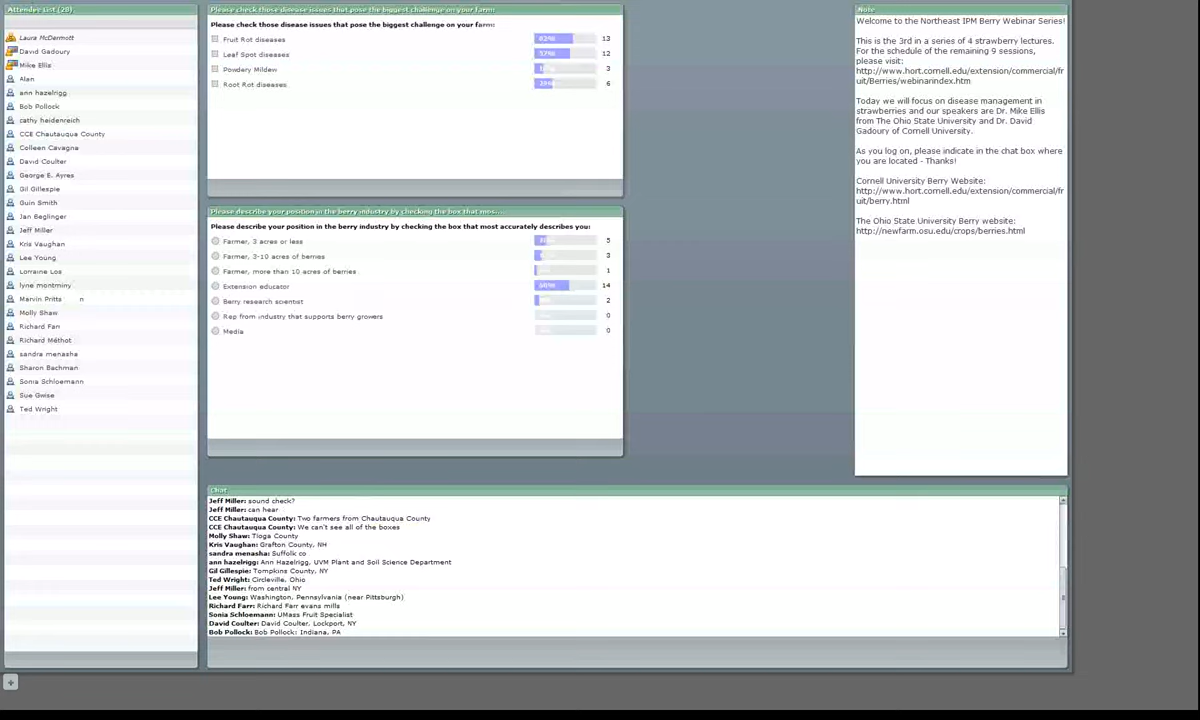 Attendee List (28)
Laura McDermott
David Gadoury
Mike Ellis
Alan
ann hazelrigg
Bob Pollock
cathy heidenreich
CCE Chautauqua County
Colleen Cavagna
David Coulter
George E. Ayres
Gil Gillespie
Guin Smith
Jan Beglinger
Jeff Miller
Kris Vaughan
Lee Young
Lorraine Los
lyne montminy
Marvin Pritts
Molly Shaw
Richard Farr
Richard Méthot
sandra menasha
Sharon Bachman
Sonia Schloemann
Sue Gwise
Ted Wright
Please check those disease issues that pose the biggest challenge on your farm:
Please check those disease issues that pose the biggest challenge on your farm:
Fruit Rot diseases 62% 13
Leaf Spot diseases 57% 12
Powdery Mildew 3
Root Rot diseases 6
Please describe your position in the berry industry by checking the box that mos....
Please describe your position in the berry industry by checking the box that most accurately describes you:
Farmer, 3 acres or less 5
Farmer, 3-10 acres of berries 3
Farmer, more than 10 acres of berries 1
Extension educator 14
Berry research scientist 2
Rep from industry that supports berry growers 0
Media 0
Chat
Jeff Miller: sound check?
Jeff Miller: can hear
CCE Chautauqua County: Two farmers from Chautauqua County
CCE Chautauqua County: We can't see all of the boxes
Molly Shaw: Tioga County
Kris Vaughan: Grafton County, NH
sandra menasha: Suffolk co
ann hazelrigg: Ann Hazelrigg, UVM Plant and Soil Science Department
Gil Gillespie: Tompkins County, NY
Ted Wright: Circleville, Ohio
Jeff Miller: from central NY
Lee Young: Washington, Pennsylvania (near Pittsburgh)
Richard Farr: Richard Farr evans mills
Sonia Schloemann: UMass Fruit Specialist
David Coulter: David Coulter, Lockport, NY
Bob Pollock: Bob Pollock: Indiana, PA
Note
Welcome to the Northeast IPM Berry Webinar Series!
This is the 3rd in a series of 4 strawberry lectures.
For the schedule of the remaining 9 sessions,
please visit:
http://www.hort.cornell.edu/extension/commercial/fr
uit/Berries/webinarindex.htm
Today we will focus on disease management in
strawberries and our speakers are Dr. Mike Ellis
from The Ohio State University and Dr. David
Gadoury of Cornell University.
As you log on, please indicate in the chat box where
you are located - Thanks!
Cornell University Berry Website:
http://www.hort.cornell.edu/extension/commercial/fr
uit/berry.html
The Ohio State University Berry website:
http://newfarm.osu.edu/crops/berries.html